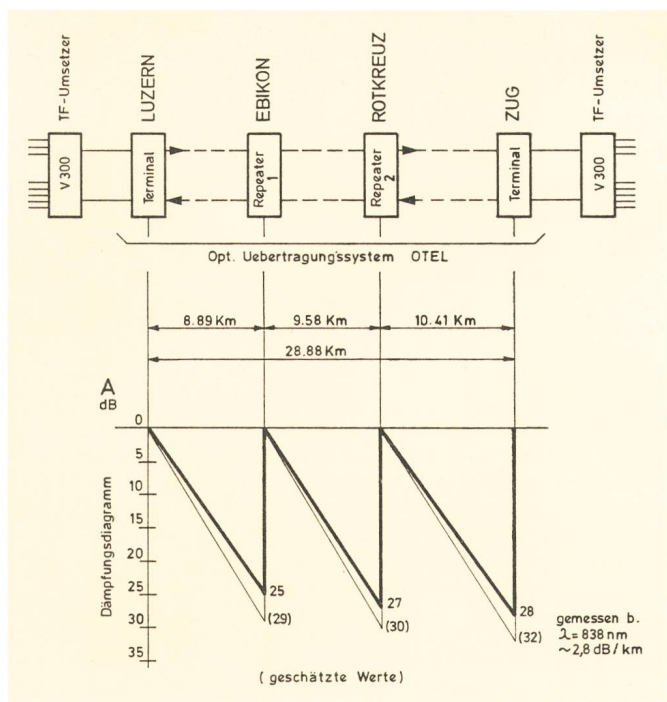 TF-Umsetzer
LUZERN
EBIKON
ROTKREUZ
ZUG
TF-Umsetzer
V 300
Terminal
Repeater 1
Repeater 2
Terminal
V 300
Opt. Uebertragungssystem OTEL
8.89 Km
9.58 Km
10.41 Km
28.88 Km
A
dB
0
5
10
15
20
25
30
35
Dämpfungsdiagramm
25
(29)
27
(30)
28
(32)
gemessen b.
λ = 838 nm
~2,8 dB / km
( geschätzte Werte )